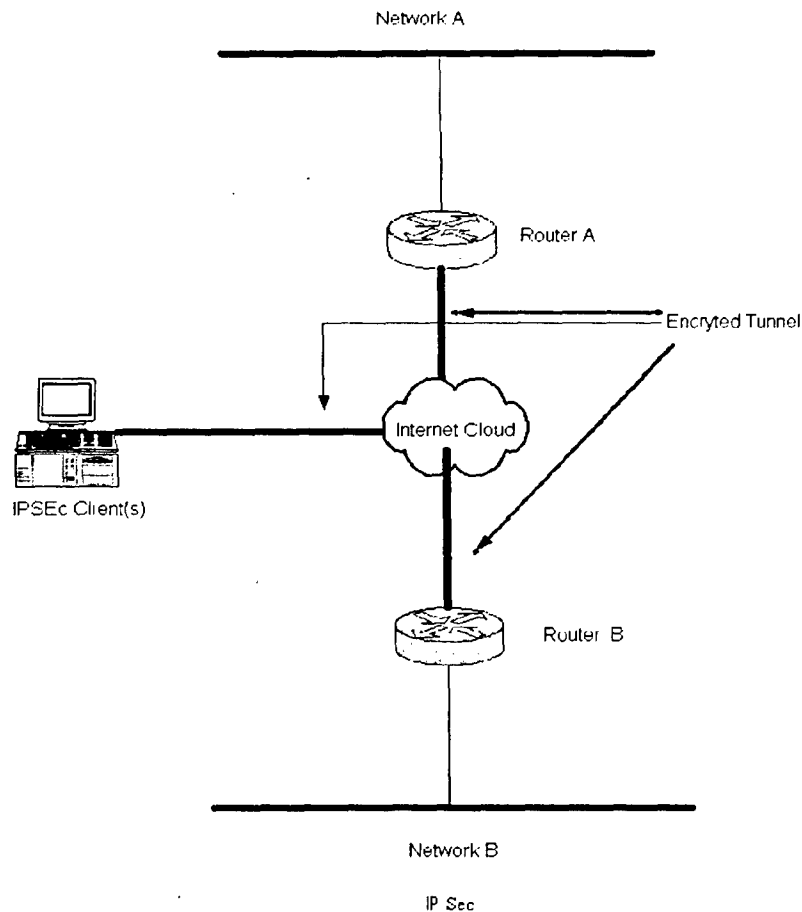 Network A
Router A
Encryted Tunnel
Internet Cloud
IPSEc Client(s)
Router B
Network B
IP Sec